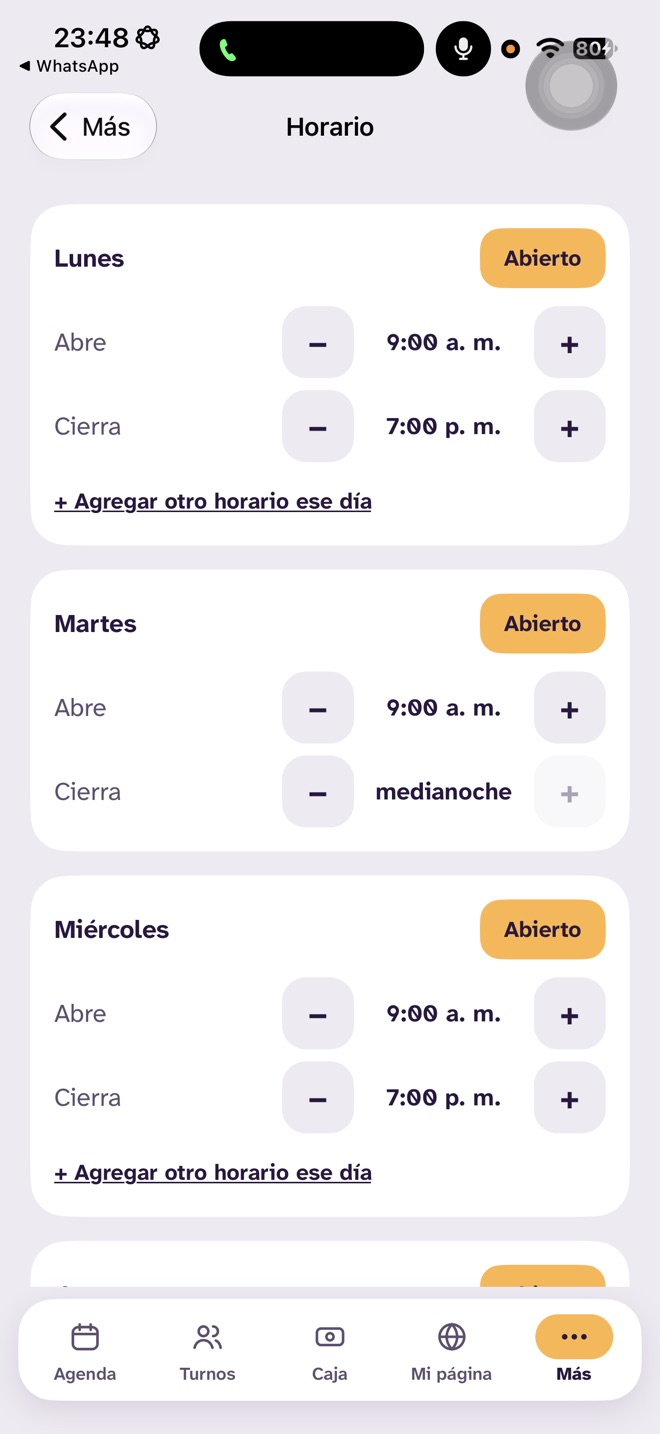 23:48
80
◀ WhatsApp
Más
Horario
Lunes
Abierto
Abre
– 9:00 a. m. +
Cierra
– 7:00 p. m. +
+ Agregar otro horario ese día
Martes
Abierto
Abre
– 9:00 a. m. +
Cierra
– medianoche +
Miércoles
Abierto
Abre
– 9:00 a. m. +
Cierra
– 7:00 p. m. +
+ Agregar otro horario ese día
Agenda
Turnos
Caja
Mi página
Más